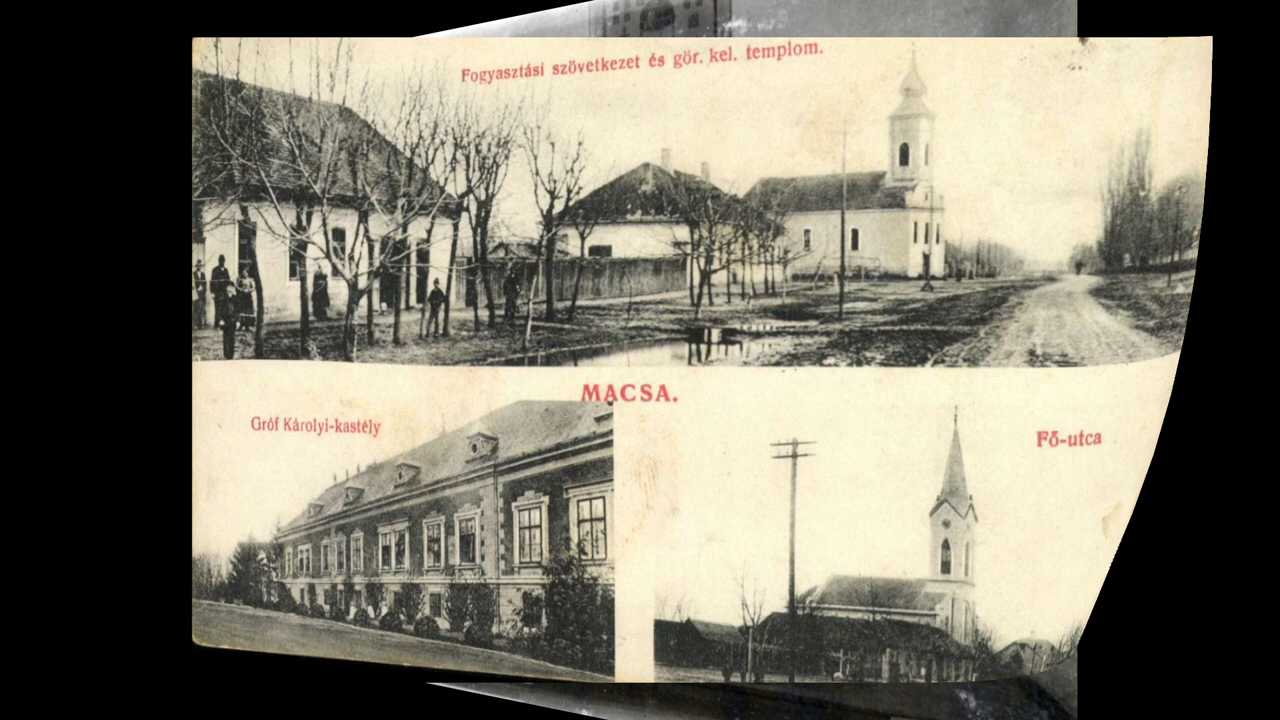 Fogyasztási szövetkezet és gör. kel. templom.
MACSA.
Gróf Károlyi-kastély
Fő-utca